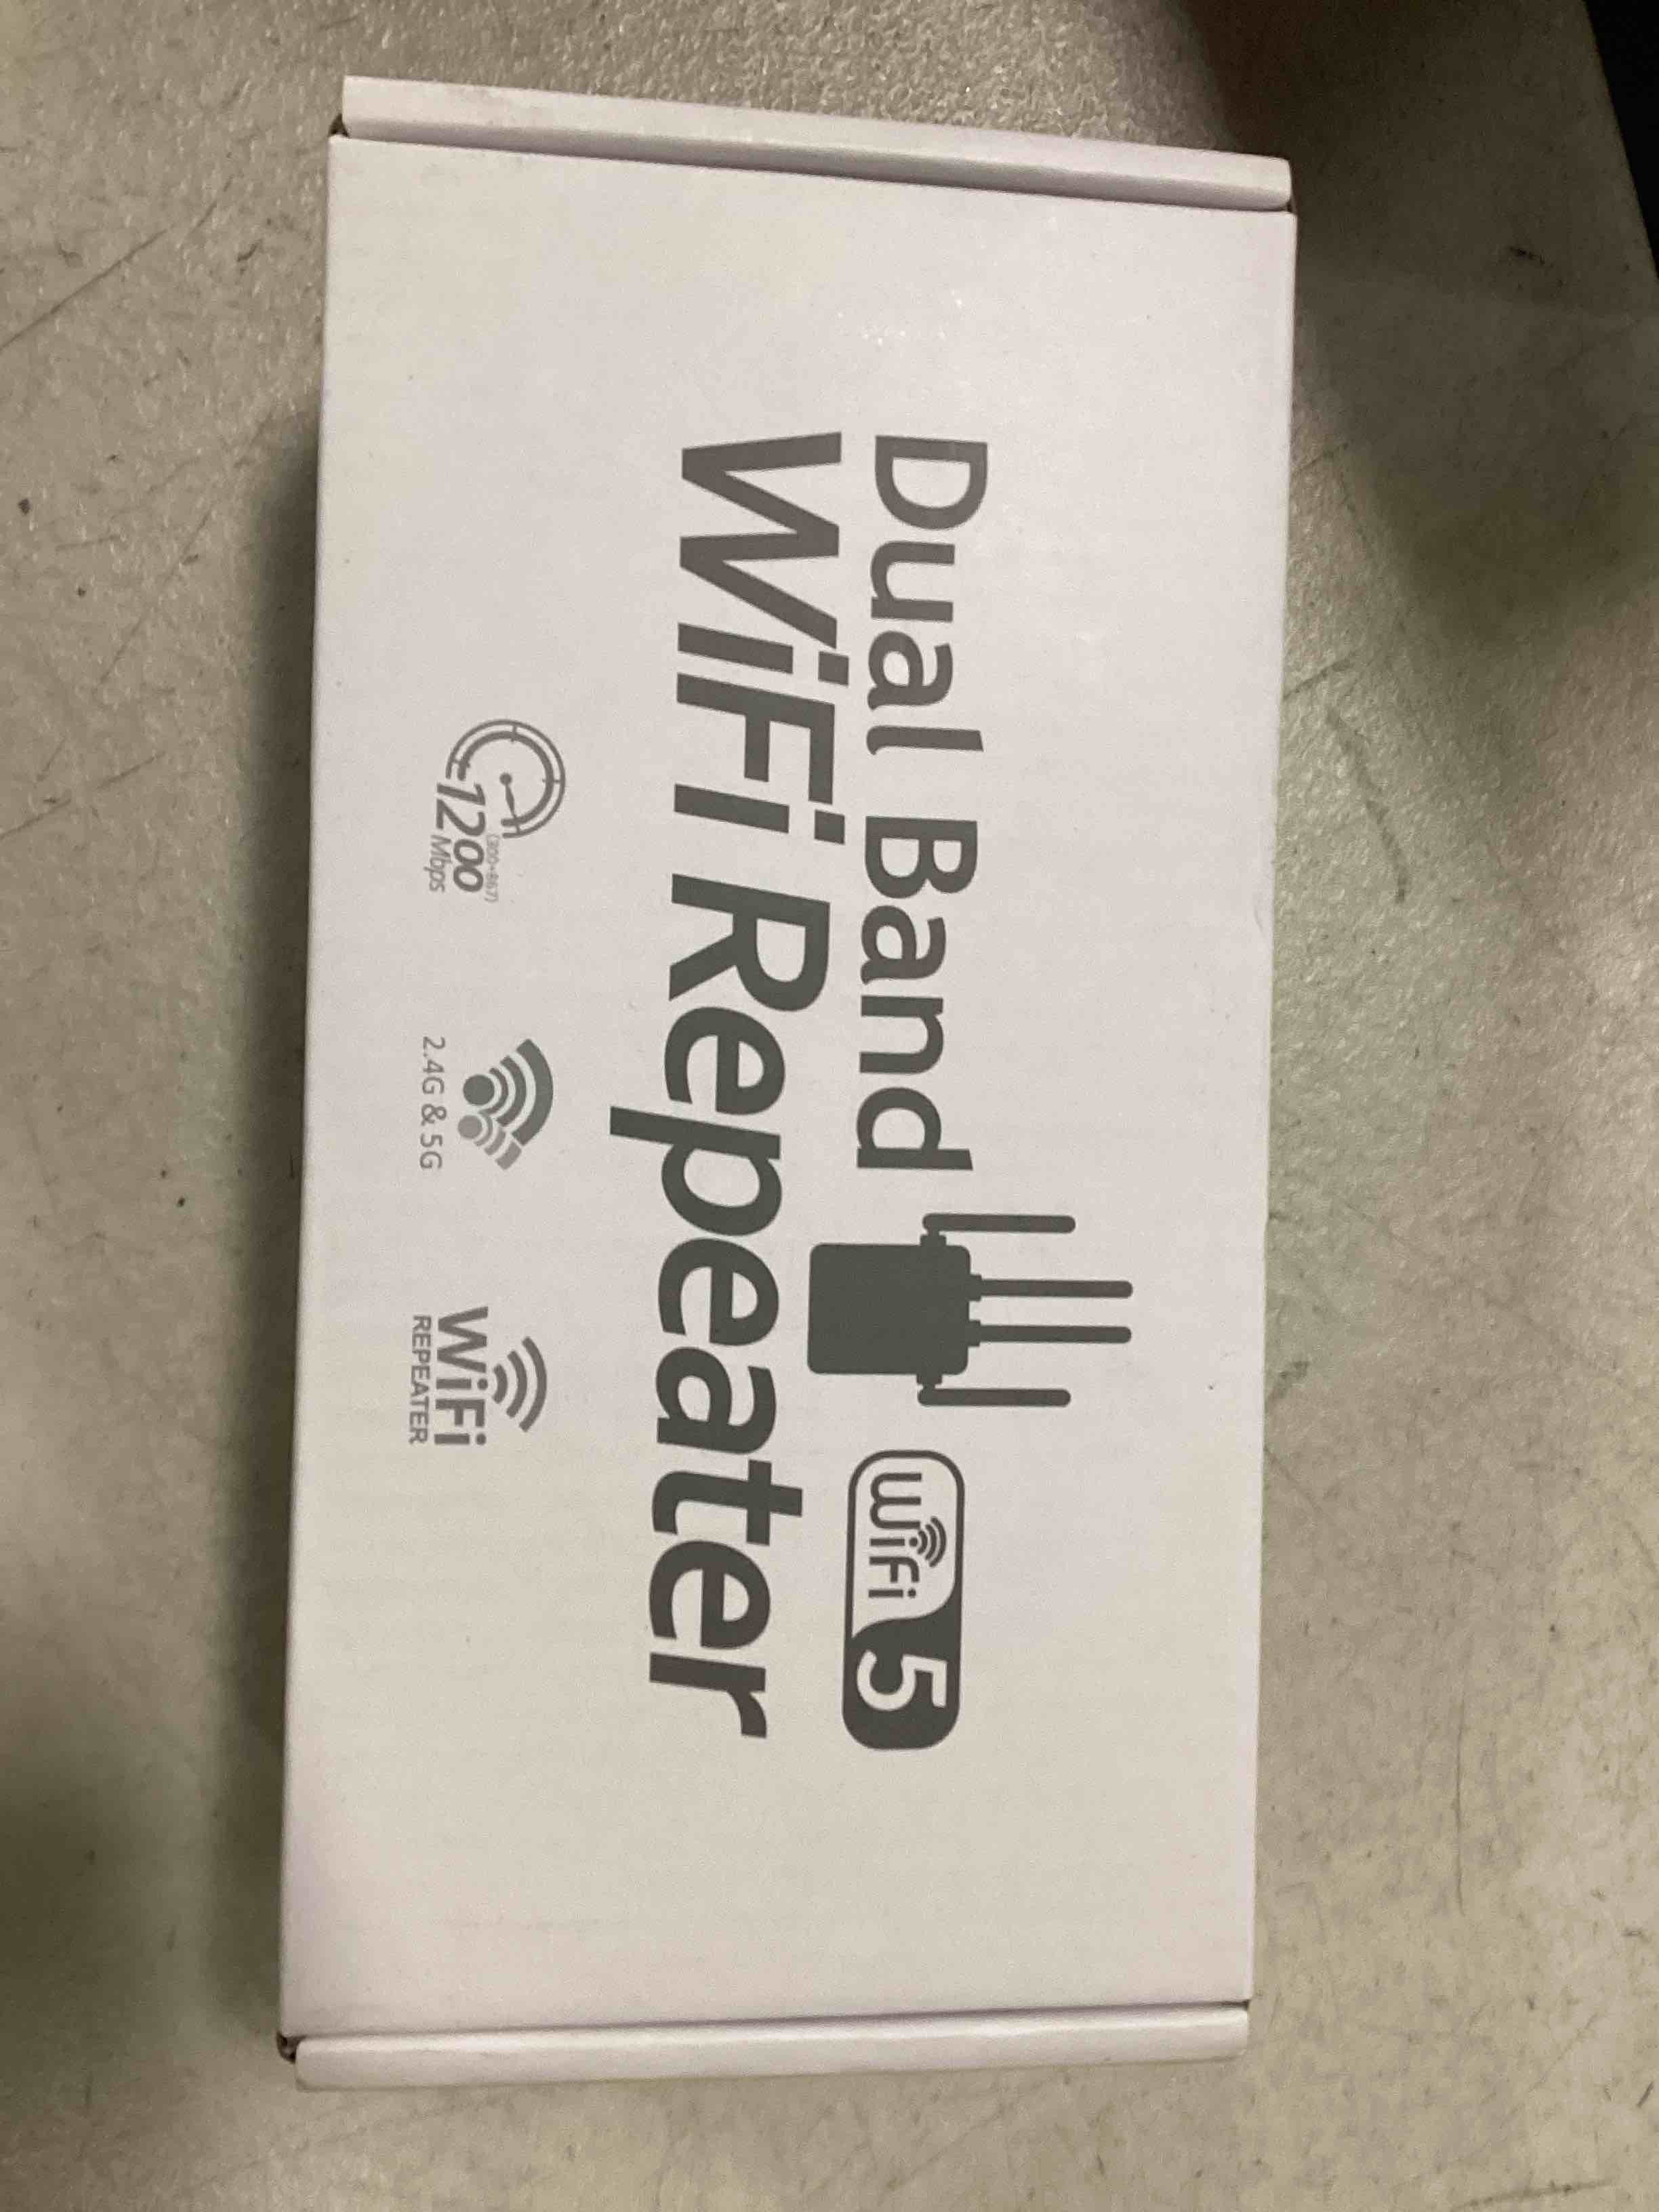 Dual Band
WiFi 5
WiFi Repeater
(300+867)
1200
Mbps
2.4G & 5G
WiFi
REPEATER